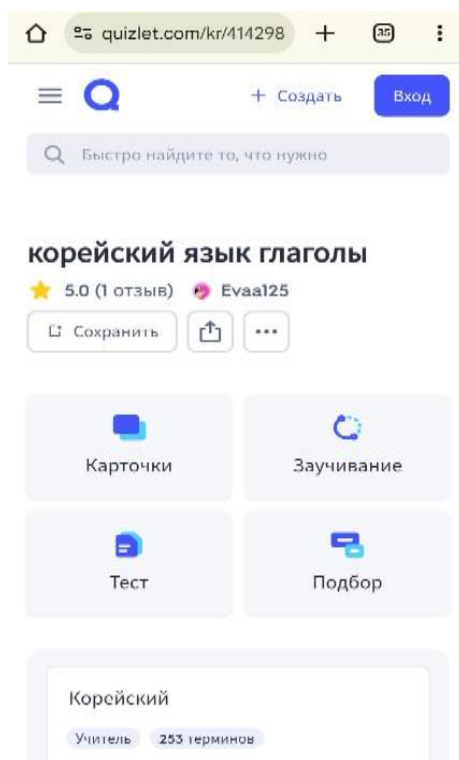 quizlet.com/kr/414298
35
+ Создать
Вход
Быстро найдите то, что нужно
корейский язык глаголы
5.0 (1 отзыв) Evaa125
Сохранить
Карточки
Заучивание
Тест
Подбор
Корейский
Учитель 253 терминов